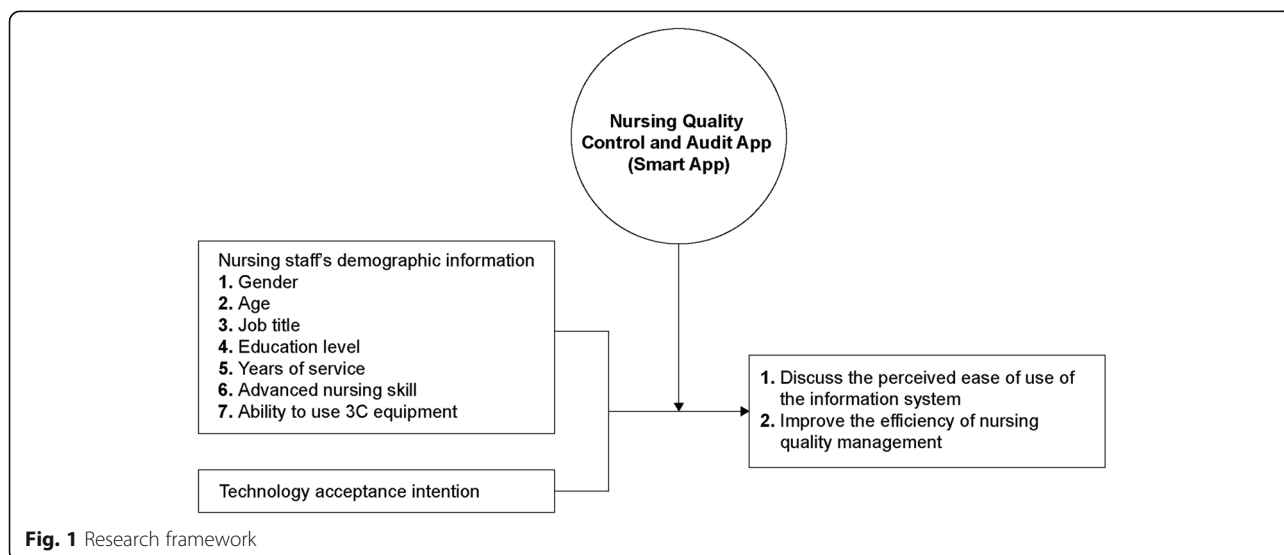 Nursing Quality
Control and Audit App
(Smart App)
Nursing staff's demographic information
1. Gender
2. Age
3. Job title
4. Education level
5. Years of service
6. Advanced nursing skill
7. Ability to use 3C equipment
1. Discuss the perceived ease of use of
the information system
2. Improve the efficiency of nursing
quality management
Technology acceptance intention
Fig. 1 Research framework